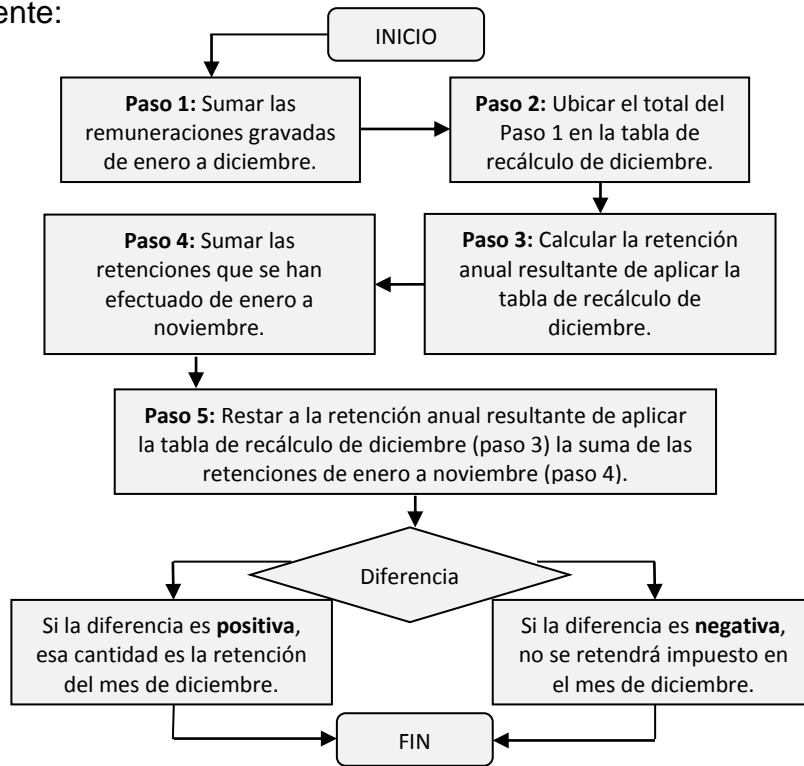 ente:
INICIO
Paso 1: Sumar las
remuneraciones gravadas
de enero a diciembre.
Paso 2: Ubicar el total del
Paso 1 en la tabla de
recálculo de diciembre.
Paso 3: Calcular la retención
anual resultante de aplicar la
tabla de recálculo de
diciembre.
Paso 4: Sumar las
retenciones que se han
efectuado de enero a
noviembre.
Paso 5: Restar a la retención anual resultante de aplicar
la tabla de recálculo de diciembre (paso 3) la suma de las
retenciones de enero a noviembre (paso 4).
Diferencia
Si la diferencia es positiva,
esa cantidad es la retención
del mes de diciembre.
Si la diferencia es negativa,
no se retendrá impuesto en
el mes de diciembre.
FIN